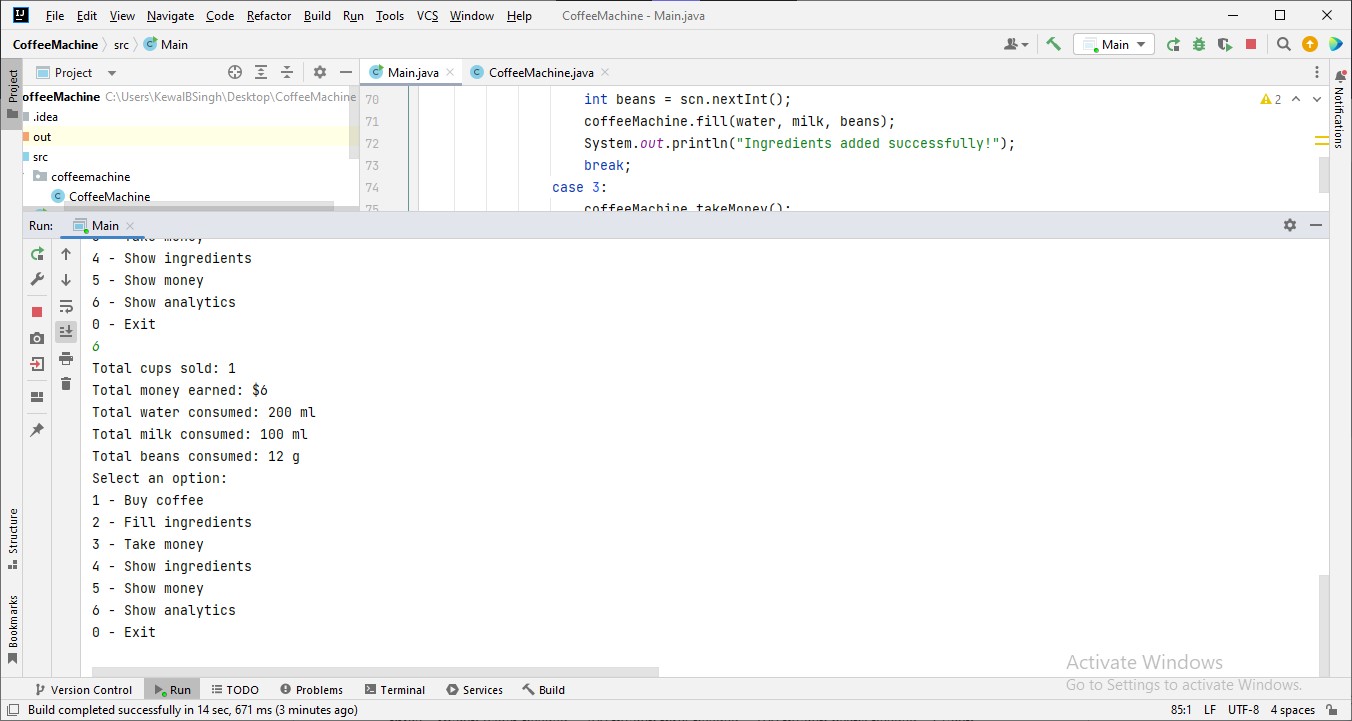 File Edit View Navigate Code Refactor Build Run Tools VCS Window Help CoffeeMachine - Main.java
CoffeeMachine src Main Main
Project
Project Main.java CoffeeMachine.java
Notifications
offeeMachine C:\Users\KewalBSingh\Desktop\CoffeeMachine
.idea
out
src
coffeemachine
CoffeeMachine
70 int beans = scn.nextInt();
71 coffeeMachine.fill(water, milk, beans);
72 System.out.println("Ingredients added successfully!");
73 break;
74 case 3:
75 coffeeMachine.takeMoney();
2
Run: Main
3 - Take money
4 - Show ingredients
5 - Show money
6 - Show analytics
0 - Exit
6
Total cups sold: 1
Total money earned: $6
Total water consumed: 200 ml
Total milk consumed: 100 ml
Total beans consumed: 12 g
Select an option:
1 - Buy coffee
2 - Fill ingredients
3 - Take money
4 - Show ingredients
5 - Show money
6 - Show analytics
0 - Exit
Structure
Bookmarks
Activate Windows
Go to Settings to activate Windows.
Version Control Run TODO Problems Terminal Services Build
Build completed successfully in 14 sec, 671 ms (3 minutes ago) 85:1 LF UTF-8 4 spaces